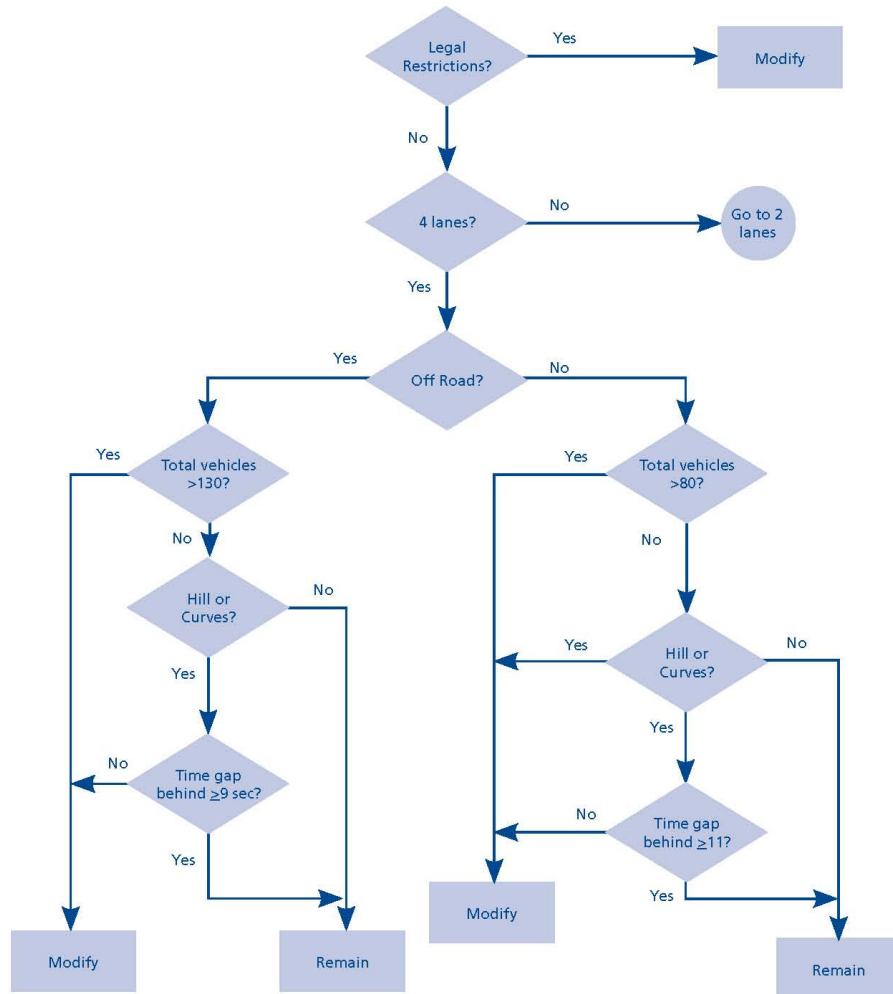 Legal
Restrictions?
Yes
Modify
No
4 lanes?
No
Go to 2
lanes
Yes
Off Road?
Yes
No
Total vehicles
>130?
Yes
No
Hill or
Curves?
No
Yes
Time gap
behind ≥9 sec?
No
Yes
Modify
Remain
Total vehicles
>80?
Yes
No
Hill or
Curves?
Yes
No
Yes
Time gap
behind ≥11?
No
Yes
Modify
Remain